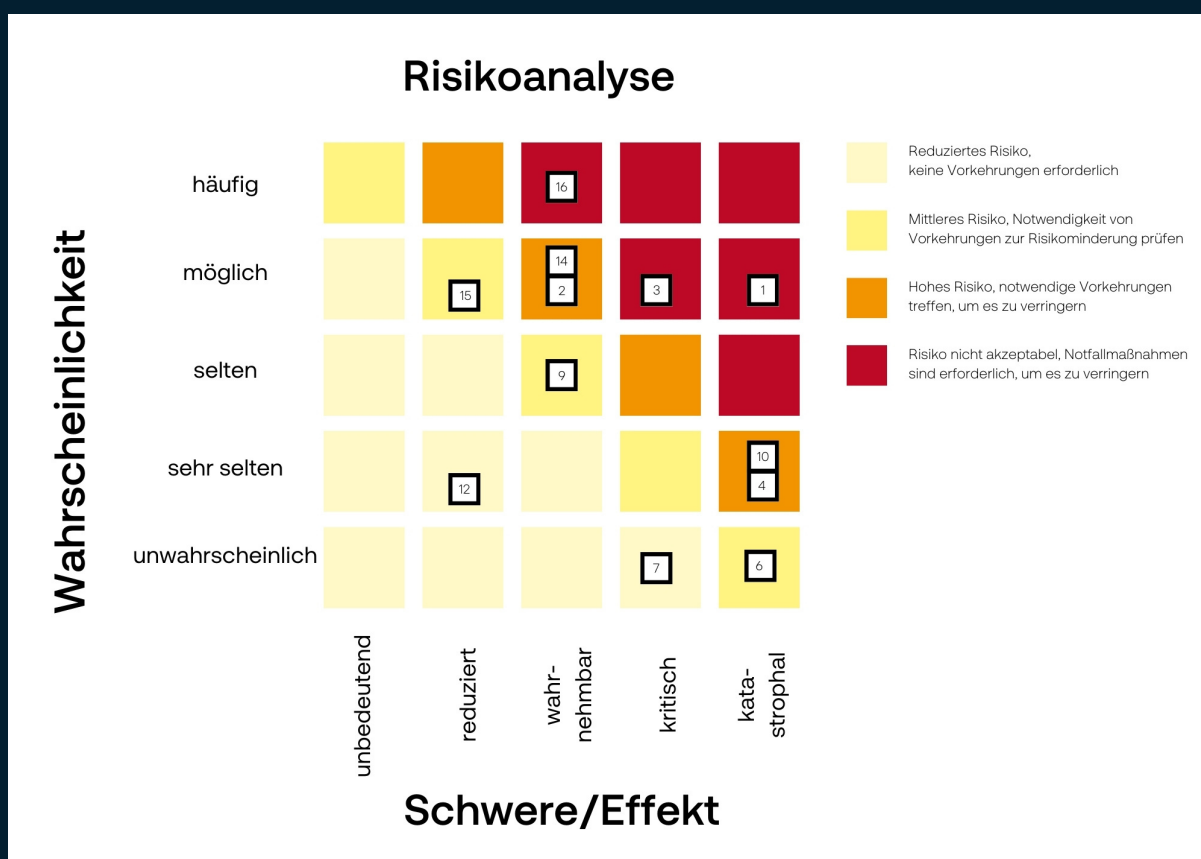 Risikoanalyse
Wahrscheinlichkeit
häufig
16
möglich
14
15
2
3
1
selten
9
sehr selten
10
12
4
unwahrscheinlich
7
6
unbedeutend
reduziert
wahr-
nehmbar
kritisch
kata-
strophal
Schwere/Effekt
Reduziertes Risiko,
keine Vorkehrungen erforderlich
Mittleres Risiko, Notwendigkeit von
Vorkehrungen zur Risikominderung prüfen
Hohes Risiko, notwendige Vorkehrungen
treffen, um es zu verringern
Risiko nicht akzeptabel, Notfallmaßnahmen
sind erforderlich, um es zu verringern